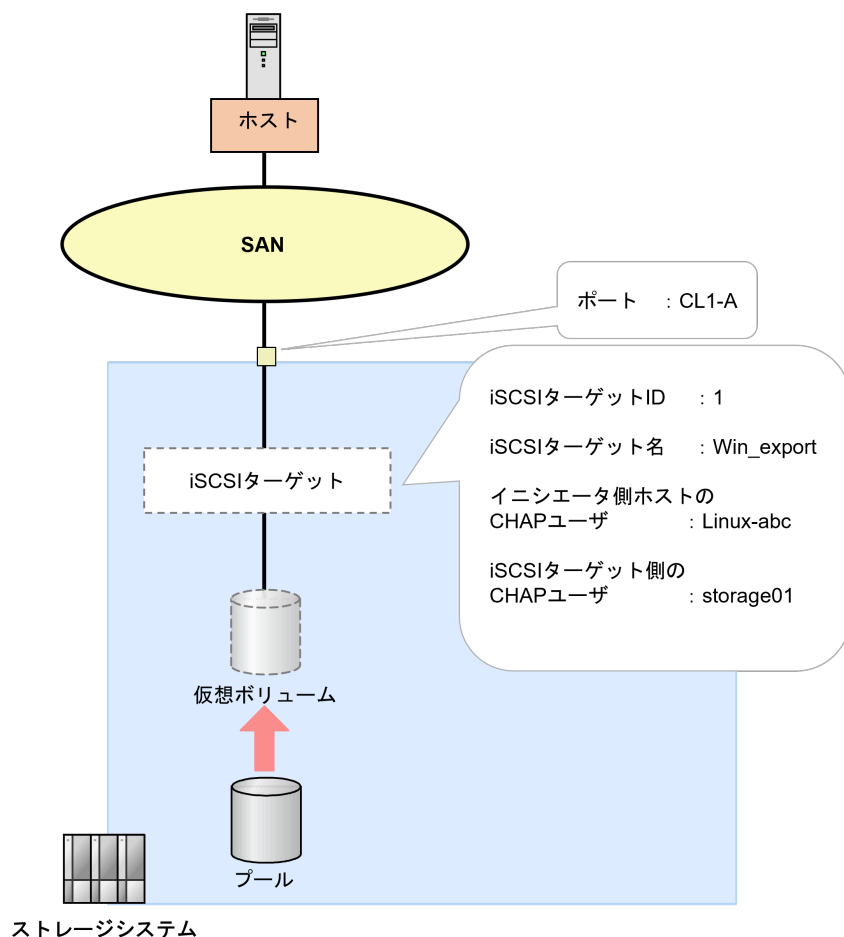 ホスト
SAN
ポート : CL1-A
iSCSIターゲットID : 1
iSCSIターゲット名 : Win_export
イニシエータ側ホストの
CHAPユーザ : Linux-abc
iSCSIターゲット側の
CHAPユーザ : storage01
iSCSIターゲット
仮想ボリューム
プール
ストレージシステム